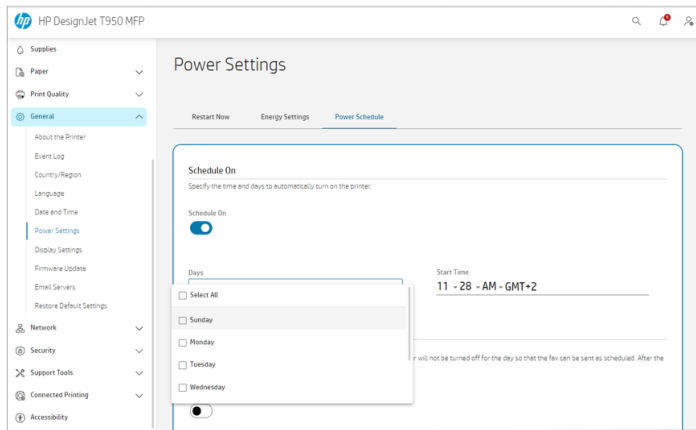 hp HP DesignJet T950 MFP
1
Supplies
Paper
Print Quality
General
About the Printer
Event Log
Country/Region
Language
Date and Time
Power Settings
Display Settings
Firmware Update
Email Servers
Restore Default Settings
Network
Security
Support Tools
Connected Printing
Accessibility
Power Settings
Restart Now Energy Settings Power Schedule
Schedule On
Specify the time and days to automatically turn on the printer.
Schedule On
Days
Select All
Sunday
Monday
Tuesday
Wednesday
Start Time
11 - 28 - AM - GMT+2
r will not be turned off for the day so that the fax can be sent as scheduled. After the